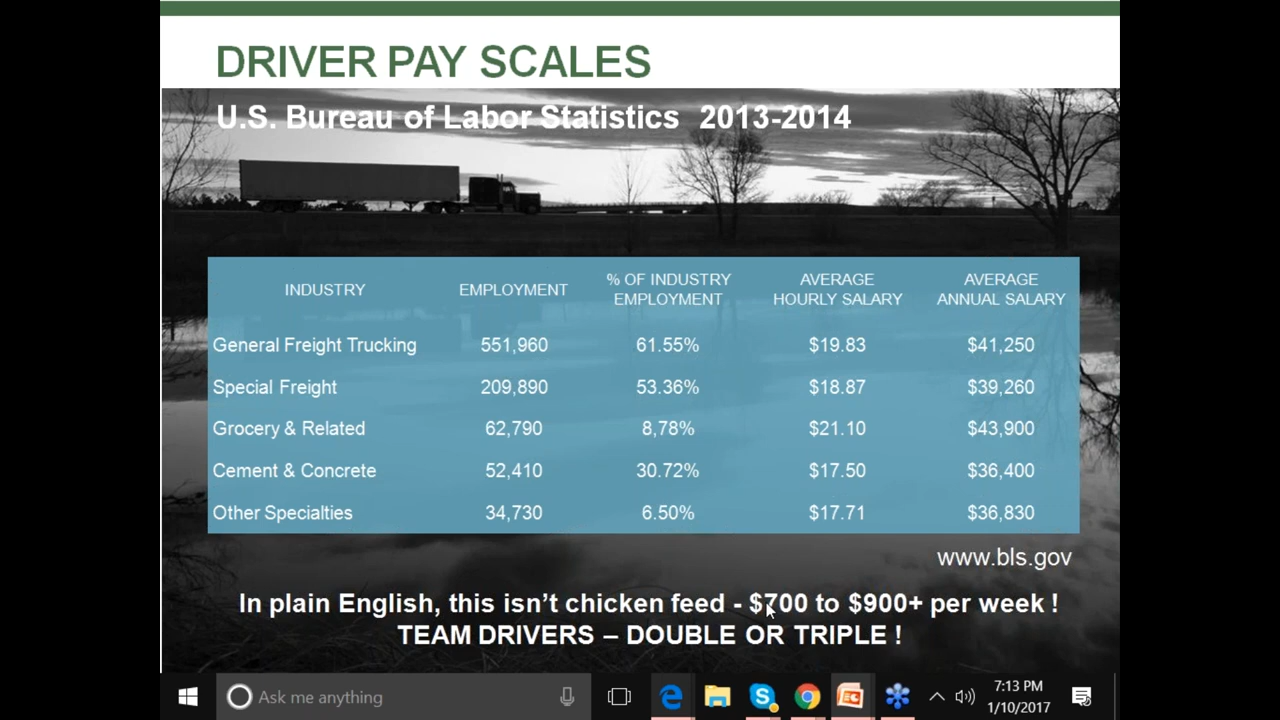 DRIVER PAY SCALES
U.S. Bureau of Labor Statistics 2013-2014
INDUSTRY EMPLOYMENT % OF INDUSTRY EMPLOYMENT AVERAGE HOURLY SALARY AVERAGE ANNUAL SALARY
General Freight Trucking 551,960 61.55% $19.83 $41,250
Special Freight 209,890 53.36% $18.87 $39,260
Grocery & Related 62,790 8,78% $21.10 $43,900
Cement & Concrete 52,410 30.72% $17.50 $36,400
Other Specialties 34,730 6.50% $17.71 $36,830
www.bls.gov
In plain English, this isn’t chicken feed - $700 to $900+ per week !
TEAM DRIVERS – DOUBLE OR TRIPLE !
Ask me anything
7:13 PM
1/10/2017